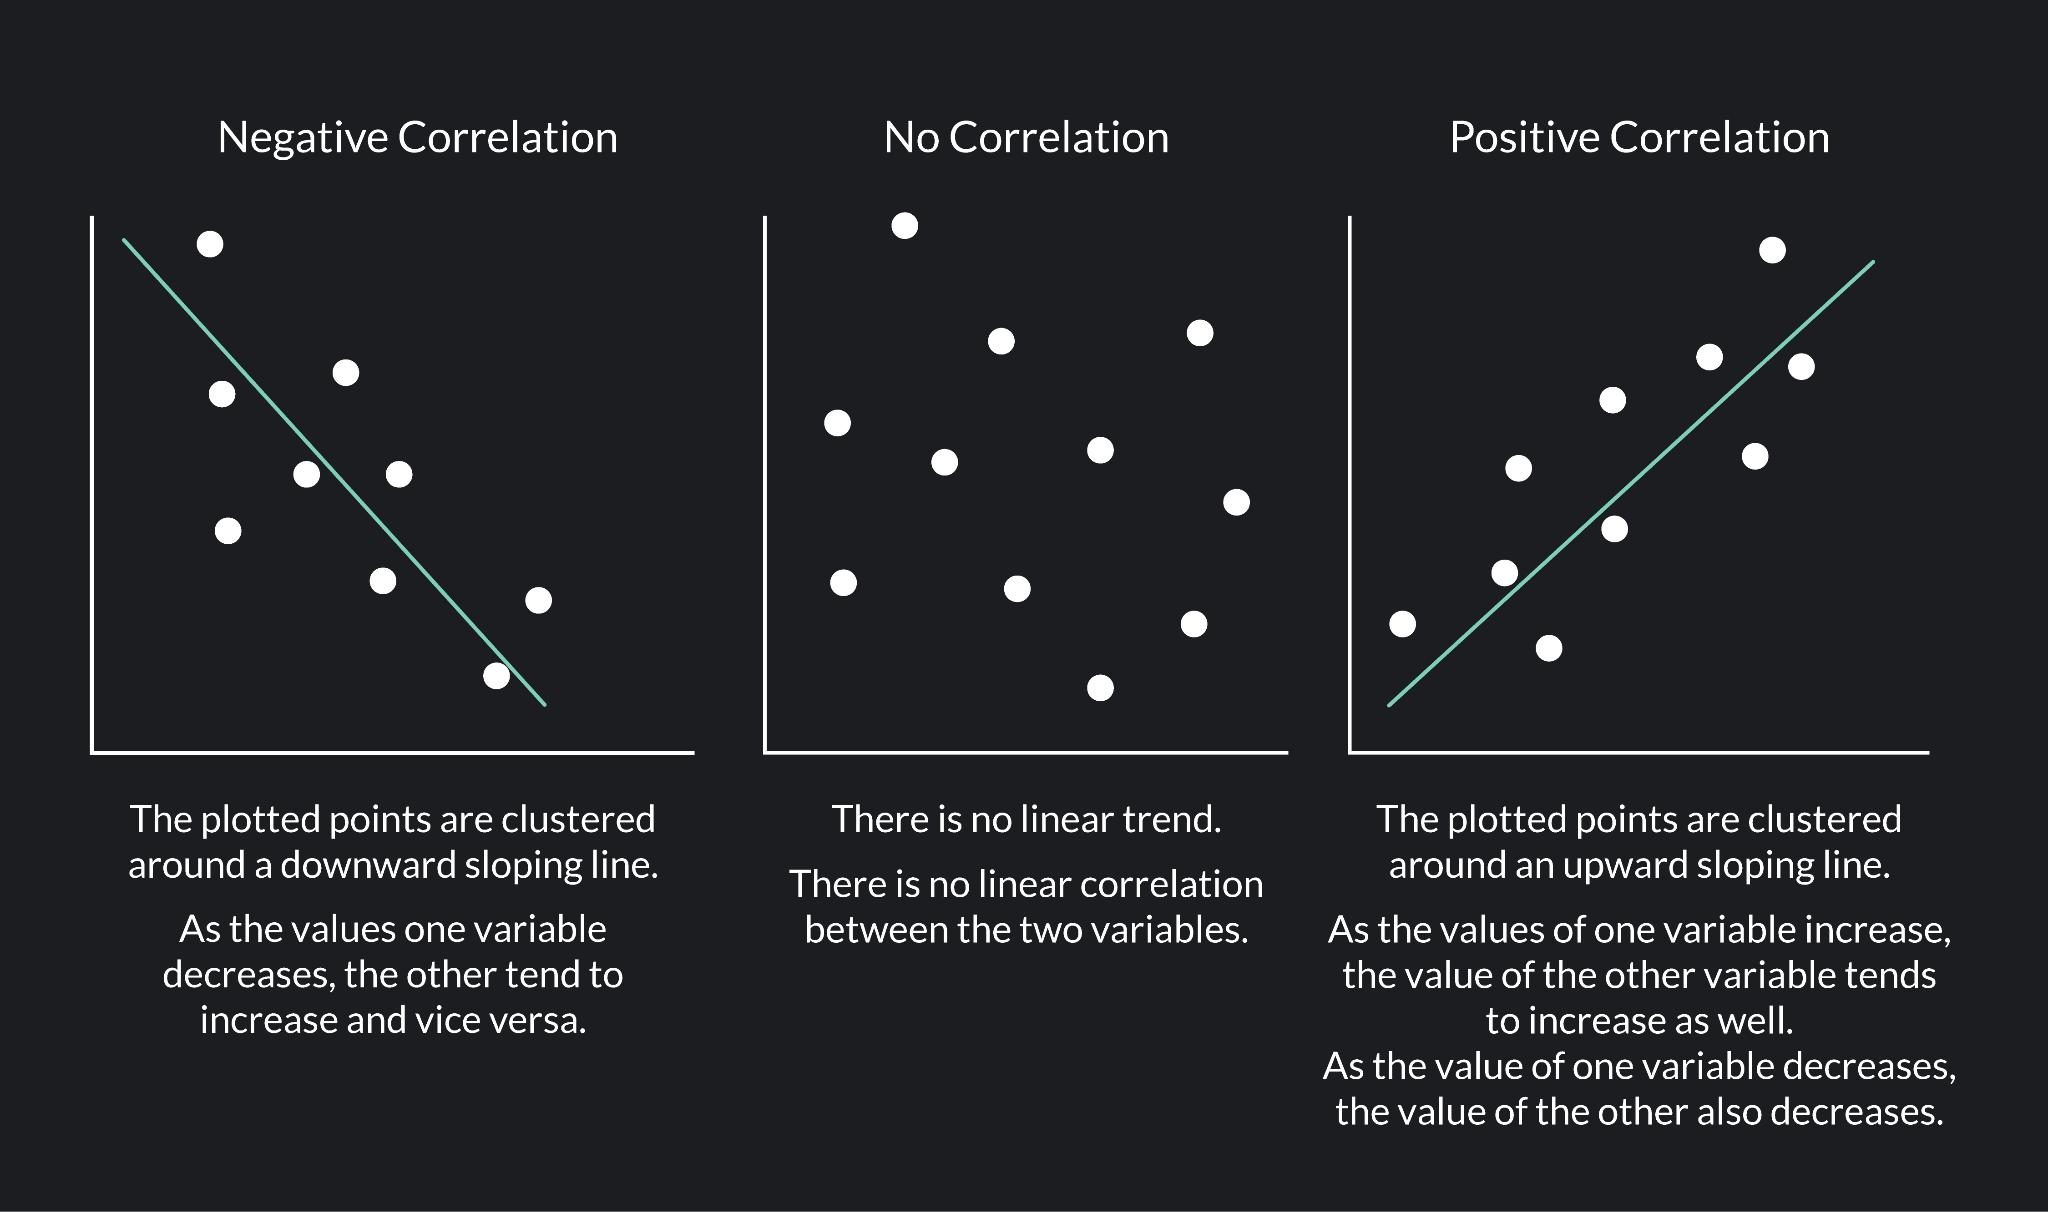 Negative Correlation
No Correlation
Positive Correlation
The plotted points are clustered
around a downward sloping line.
As the values one variable
decreases, the other tend to
increase and vice versa.
There is no linear trend.
There is no linear correlation
between the two variables.
The plotted points are clustered
around an upward sloping line.
As the values of one variable increase,
the value of the other variable tends
to increase as well.
As the value of one variable decreases,
the value of the other also decreases.